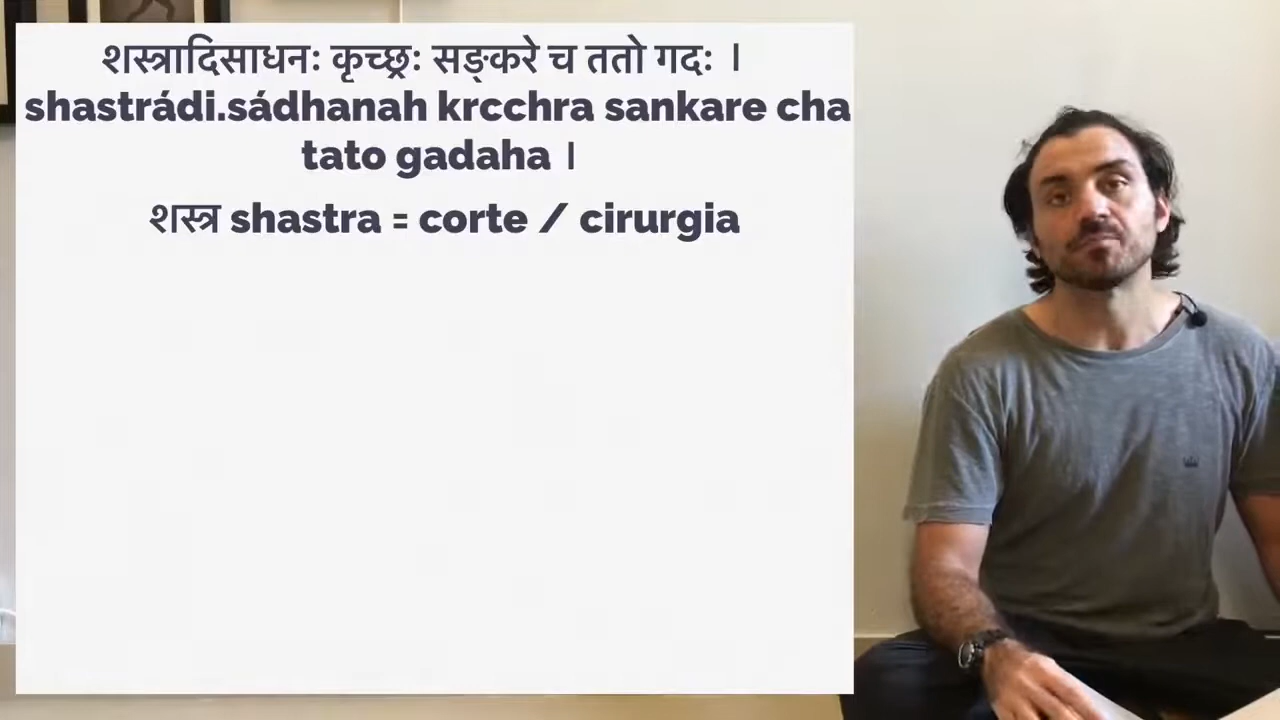 शस्त्रादिसाधनः कृच्छ्रः सङ्करे च ततो गदः ।
shastrádi.sádhanah krcchra sankare cha
tato gadaha ।
शस्त्र shastra = corte / cirurgia